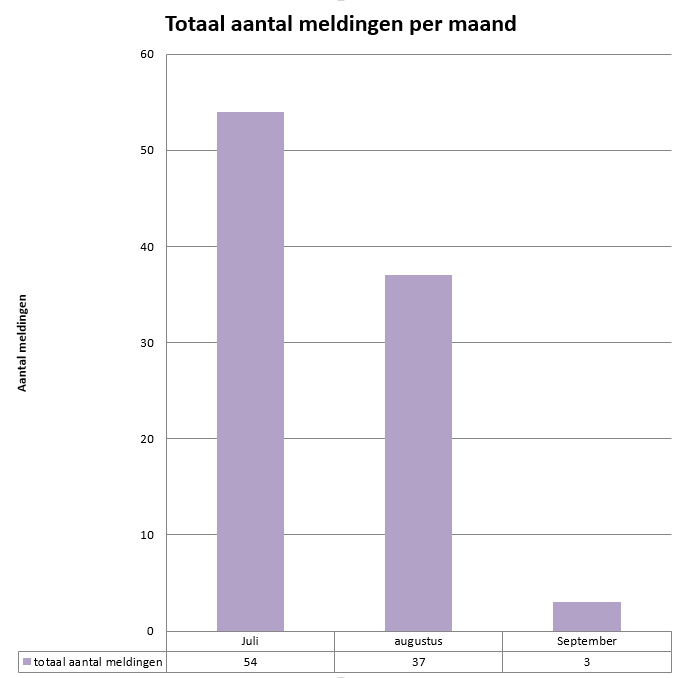 Totaal aantal meldingen per maand
60
50
40
30
20
10
0
Aantal meldingen
Juli augustus September
totaal aantal meldingen 54 37 3